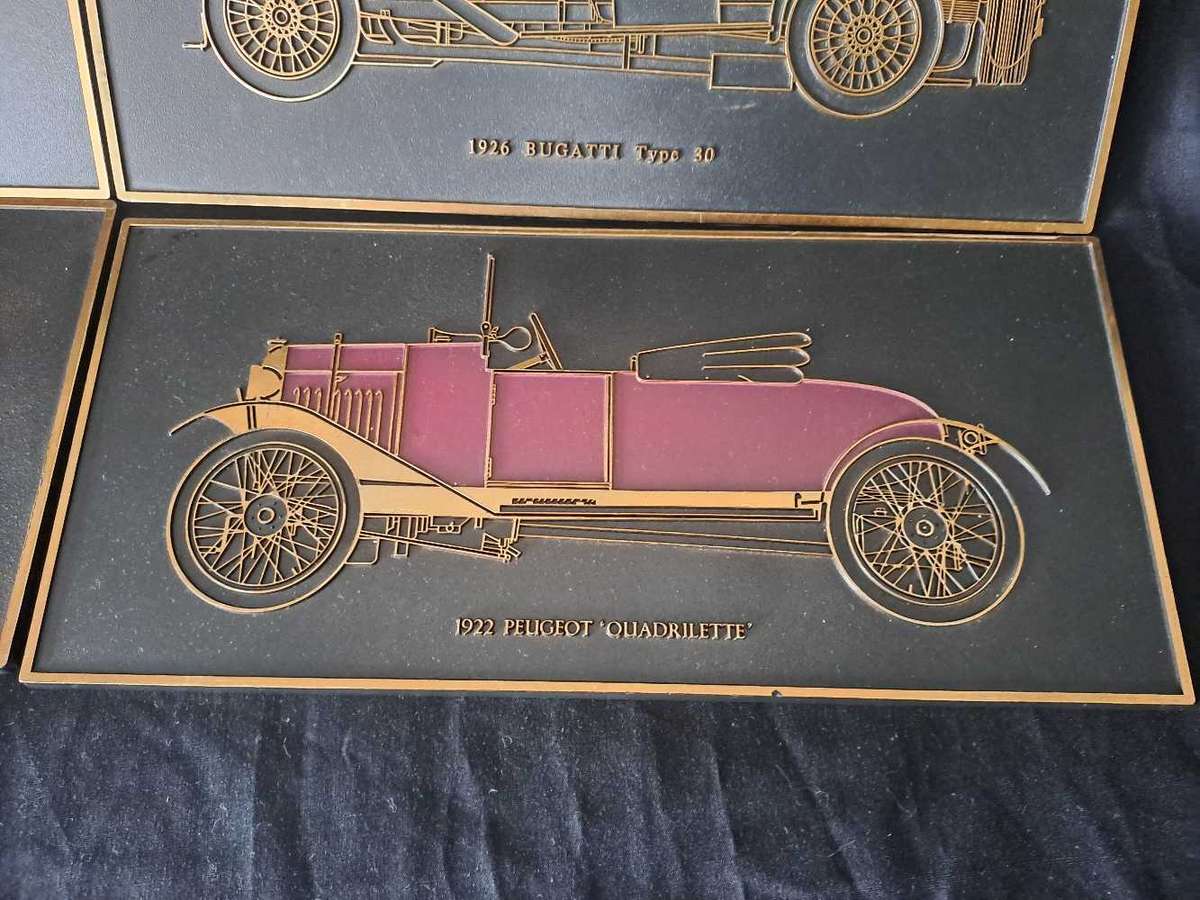 1926 BUGATTI Type 30
1922 PEUGEOT ‘QUADRILETTE’